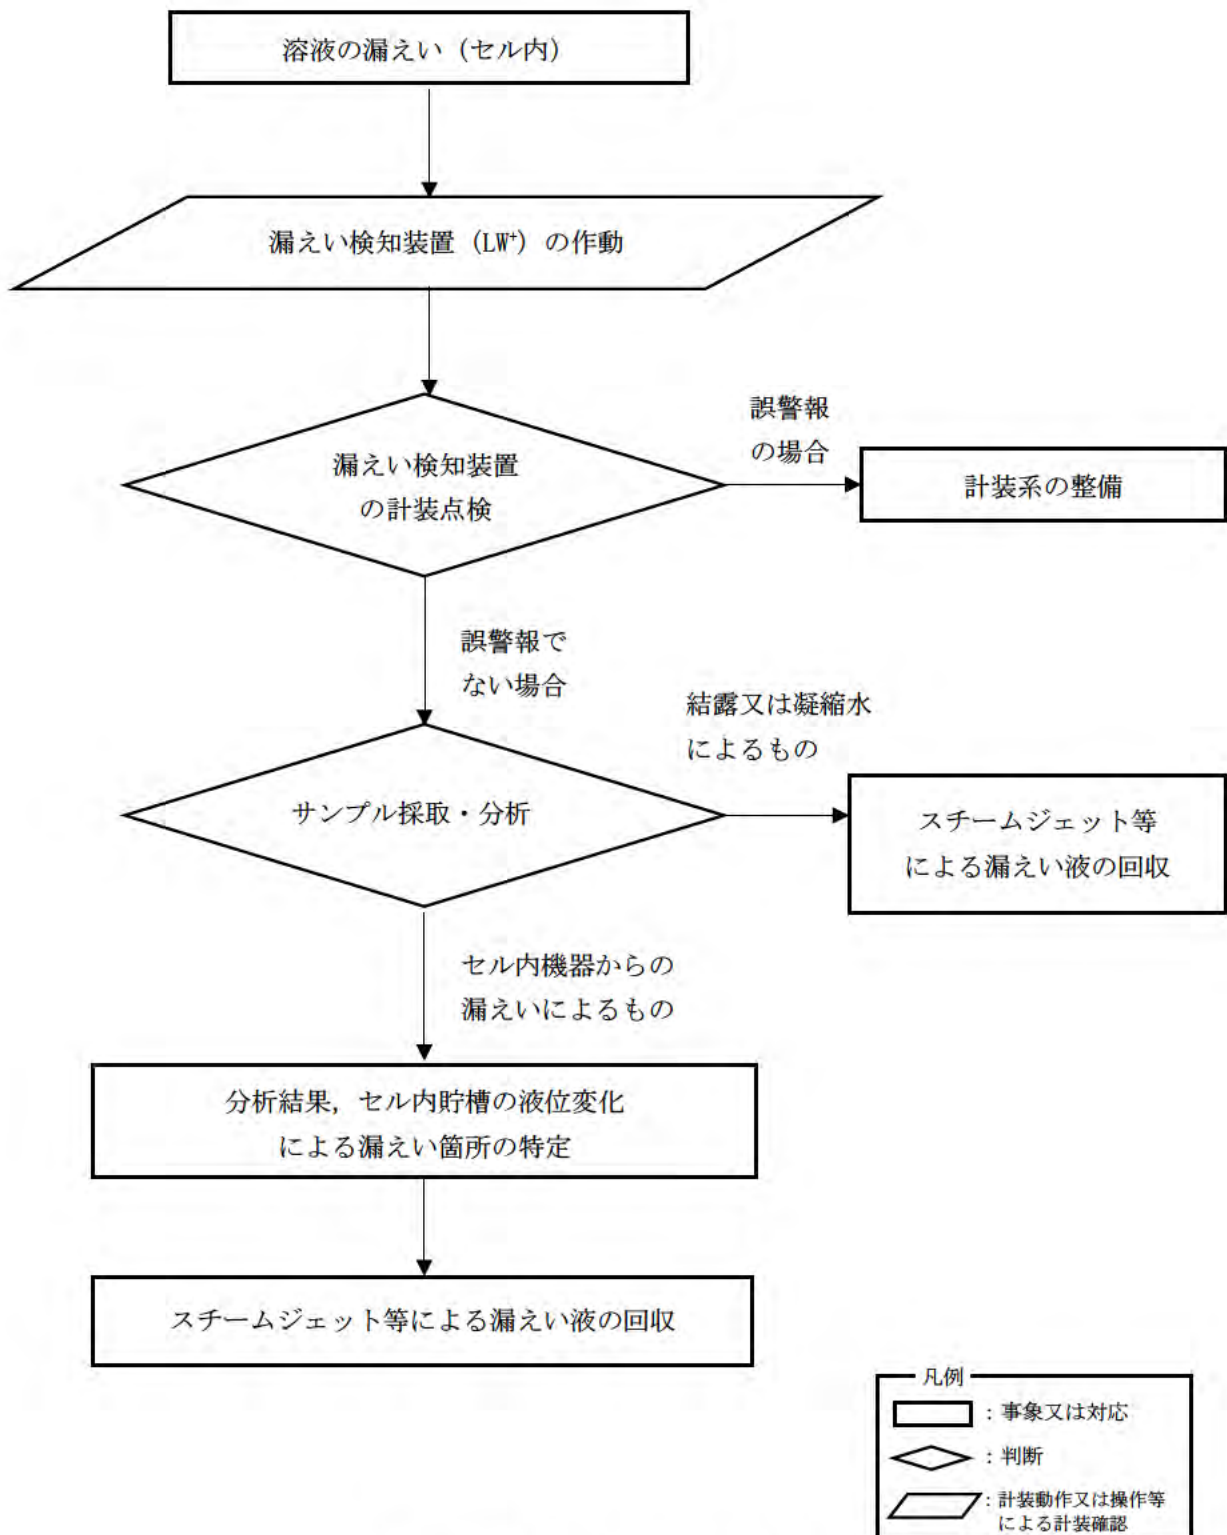 溶液の漏えい（セル内）
漏えい検知装置（LW⁺）の作動
誤警報
の場合
漏えい検知装置
の計装点検
計装系の整備
誤警報で
ない場合
結露又は凝縮水
によるもの
サンプル採取・分析
スチームジェット等
による漏えい液の回収
セル内機器からの
漏えいによるもの
分析結果，セル内貯槽の液位変化
による漏えい箇所の特定
スチームジェット等による漏えい液の回収
凡例
：事象又は対応
：判断
：計装動作又は操作等
による計装確認